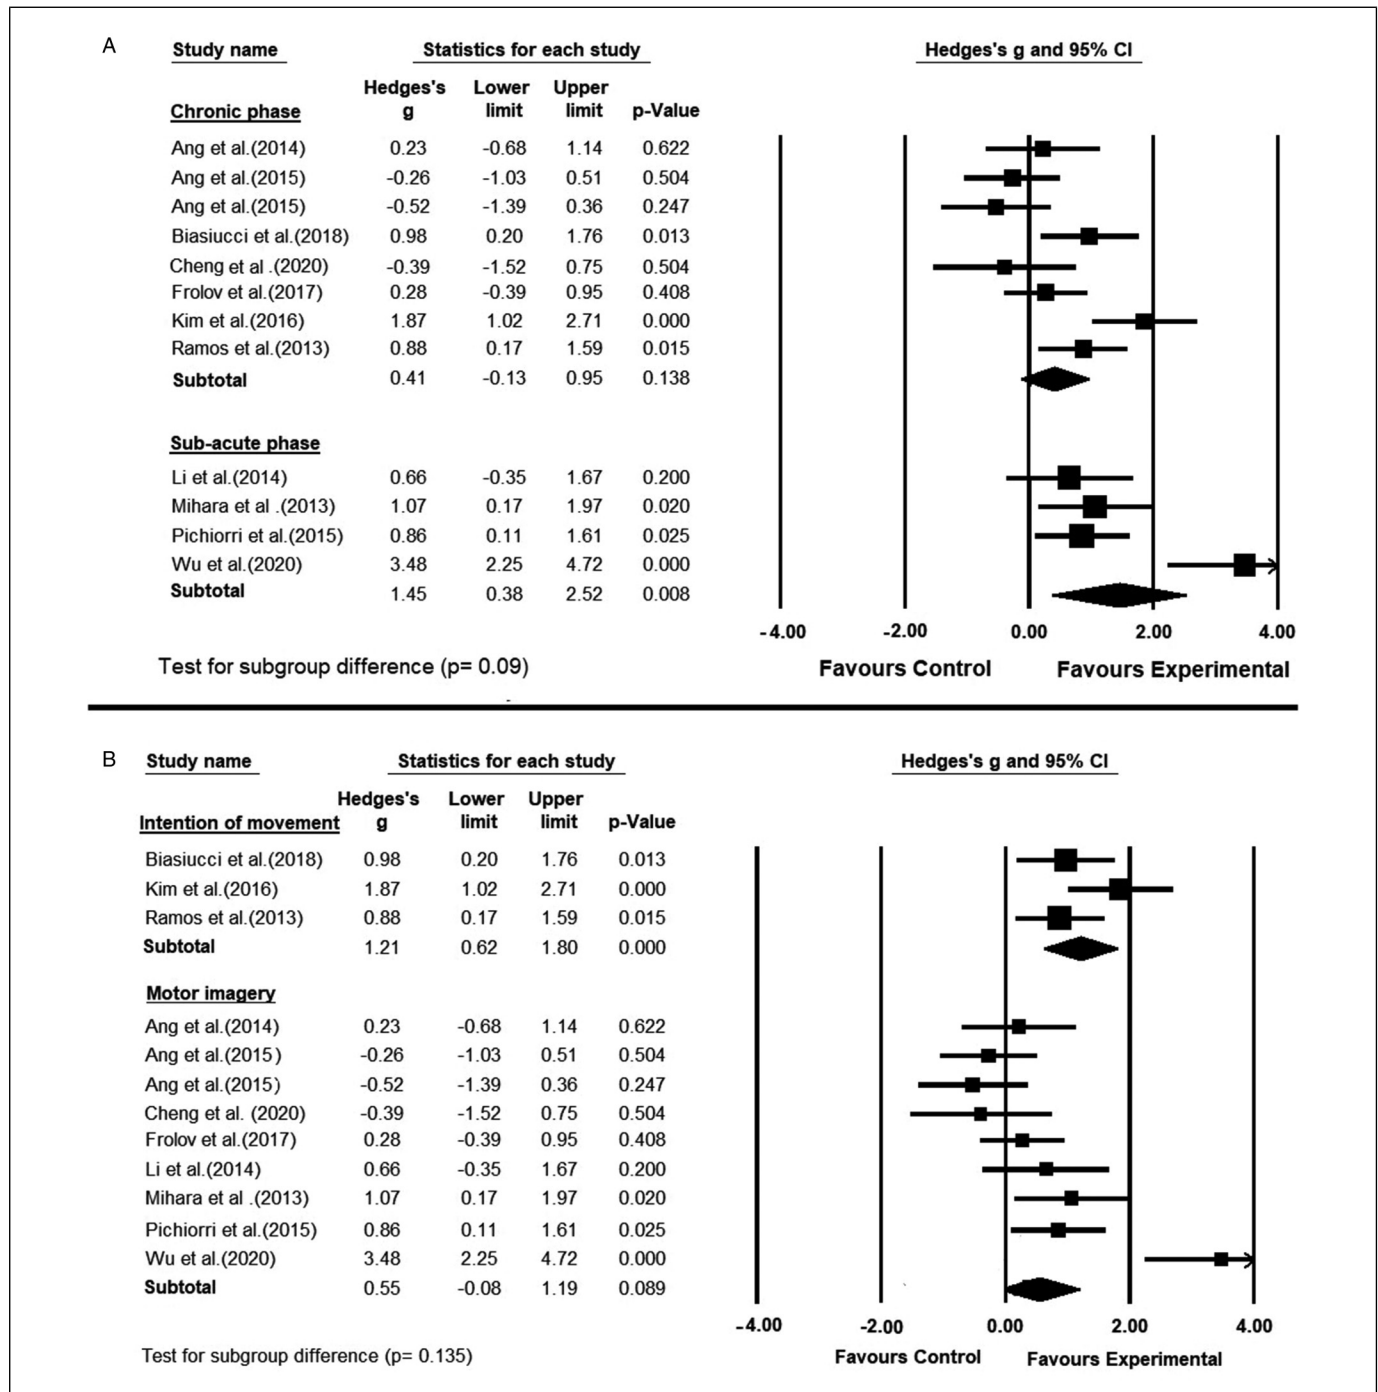 A
Study name Statistics for each study Hedges's g and 95% CI
Hedges's Lower Upper
Chronic phase g limit limit p-Value
Ang et al.(2014) 0.23 -0.68 1.14 0.622
Ang et al.(2015) -0.26 -1.03 0.51 0.504
Ang et al.(2015) -0.52 -1.39 0.36 0.247
Biasiucci et al.(2018) 0.98 0.20 1.76 0.013
Cheng et al .(2020) -0.39 -1.52 0.75 0.504
Frolov et al.(2017) 0.28 -0.39 0.95 0.408
Kim et al.(2016) 1.87 1.02 2.71 0.000
Ramos et al.(2013) 0.88 0.17 1.59 0.015
Subtotal 0.41 -0.13 0.95 0.138
Sub-acute phase
Li et al.(2014) 0.66 -0.35 1.67 0.200
Mihara et al .(2013) 1.07 0.17 1.97 0.020
Pichiorri et al.(2015) 0.86 0.11 1.61 0.025
Wu et al.(2020) 3.48 2.25 4.72 0.000
Subtotal 1.45 0.38 2.52 0.008
-4.00 -2.00 0.00 2.00 4.00
Test for subgroup difference (p= 0.09) Favours Control Favours Experimental
B
Study name Statistics for each study Hedges's g and 95% CI
Hedges's Lower Upper
Intention of movement g limit limit p-Value
Biasiucci et al.(2018) 0.98 0.20 1.76 0.013
Kim et al.(2016) 1.87 1.02 2.71 0.000
Ramos et al.(2013) 0.88 0.17 1.59 0.015
Subtotal 1.21 0.62 1.80 0.000
Motor imagery
Ang et al.(2014) 0.23 -0.68 1.14 0.622
Ang et al.(2015) -0.26 -1.03 0.51 0.504
Ang et al.(2015) -0.52 -1.39 0.36 0.247
Cheng et al. (2020) -0.39 -1.52 0.75 0.504
Frolov et al.(2017) 0.28 -0.39 0.95 0.408
Li et al.(2014) 0.66 -0.35 1.67 0.200
Mihara et al .(2013) 1.07 0.17 1.97 0.020
Pichiorri et al.(2015) 0.86 0.11 1.61 0.025
Wu et al.(2020) 3.48 2.25 4.72 0.000
Subtotal 0.55 -0.08 1.19 0.089
-4.00 -2.00 0.00 2.00 4.00
Test for subgroup difference (p= 0.135) Favours Control Favours Experimental